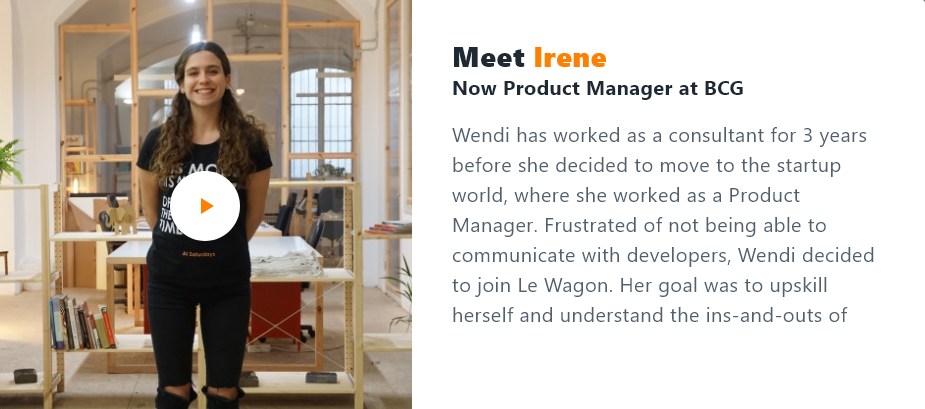 Meet Irene
Now Product Manager at BCG
Wendi has worked as a consultant for 3 years
before she decided to move to the startup
world, where she worked as a Product
Manager. Frustrated of not being able to
communicate with developers, Wendi decided
to join Le Wagon. Her goal was to upskill
herself and understand the ins-and-outs of
AI Saturdays